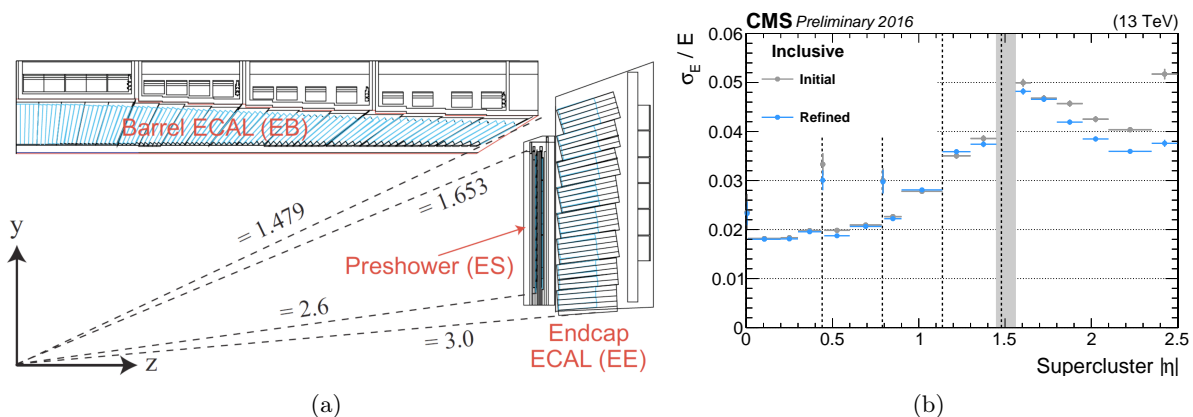 Barrel ECAL (EB)
y
= 1.479
= 1.653
Preshower (ES)
= 2.6
= 3.0
z
Endcap
ECAL (EE)
(a)
CMS Preliminary 2016 (13 TeV)
σ_E / E
0.06
0.05
0.04
0.03
0.02
0.01
0
Inclusive
Initial
Refined
0 0.5 1 1.5 2 2.5
Supercluster |η|
(b)